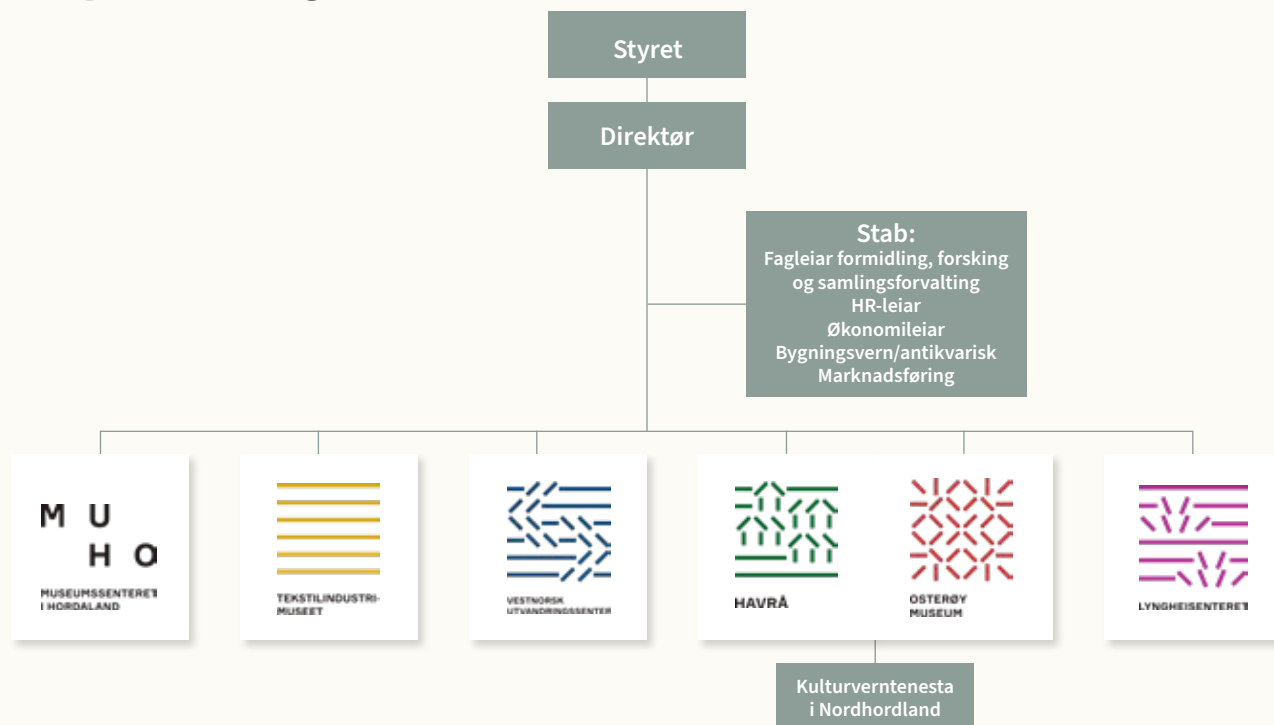 Styret
Direktør
Stab:
Fagleiar formidling, forsking
og samlingsforvalting
HR-leiar
Økonomileiar
Bygningsvern/antikvarisk
Marknadsføring
M U
H O
MUSEUMSSENTERET
I HORDALAND
TEKSTILINDUSTRI-
MUSEET
VESTNORSK
UTVANDRINGSSENTER
HAVRÅ
OSTERØY
MUSEUM
LYNGHEISENTERET
Kulturverntenesta
i Nordhordland